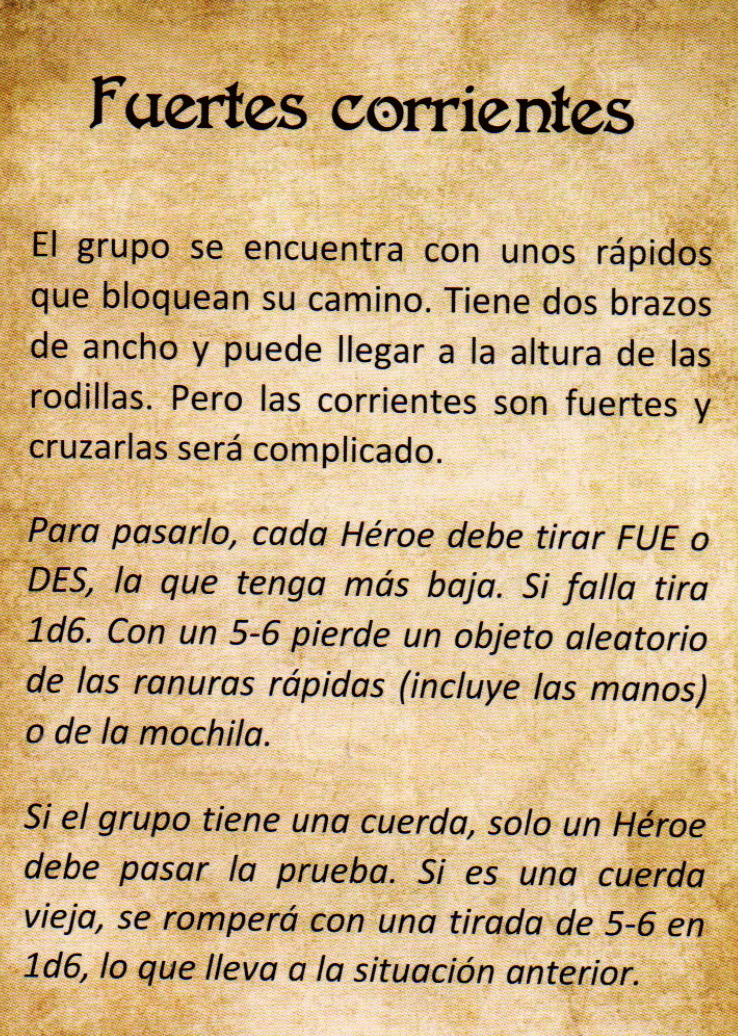 Fuertes corrientes
El grupo se encuentra con unos rápidos
que bloquean su camino. Tiene dos brazos
de ancho y puede llegar a la altura de las
rodillas. Pero las corrientes son fuertes y
cruzarlas será complicado.
Para pasarlo, cada Héroe debe tirar FUE o
DES, la que tenga más baja. Si falla tira
1d6. Con un 5-6 pierde un objeto aleatorio
de las ranuras rápidas (incluye las manos)
o de la mochila.
Si el grupo tiene una cuerda, solo un Héroe
debe pasar la prueba. Si es una cuerda
vieja, se romperá con una tirada de 5-6 en
1d6, lo que lleva a la situación anterior.